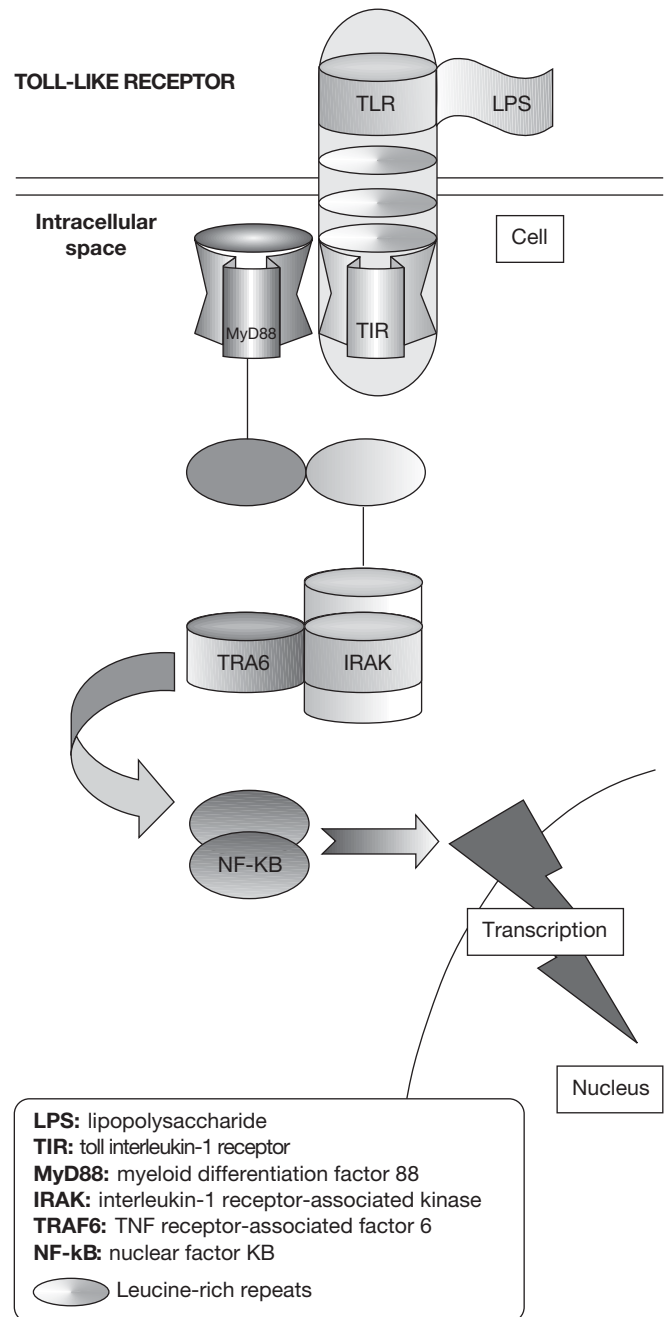 TOLL-LIKE RECEPTOR
TLR
LPS
Intracellular
space
Cell
MyD88
TIR
TRA6
IRAK
NF-KB
Transcription
Nucleus
LPS: lipopolysaccharide
TIR: toll interleukin-1 receptor
MyD88: myeloid differentiation factor 88
IRAK: interleukin-1 receptor-associated kinase
TRAF6: TNF receptor-associated factor 6
NF-kB: nuclear factor KB
Leucine-rich repeats